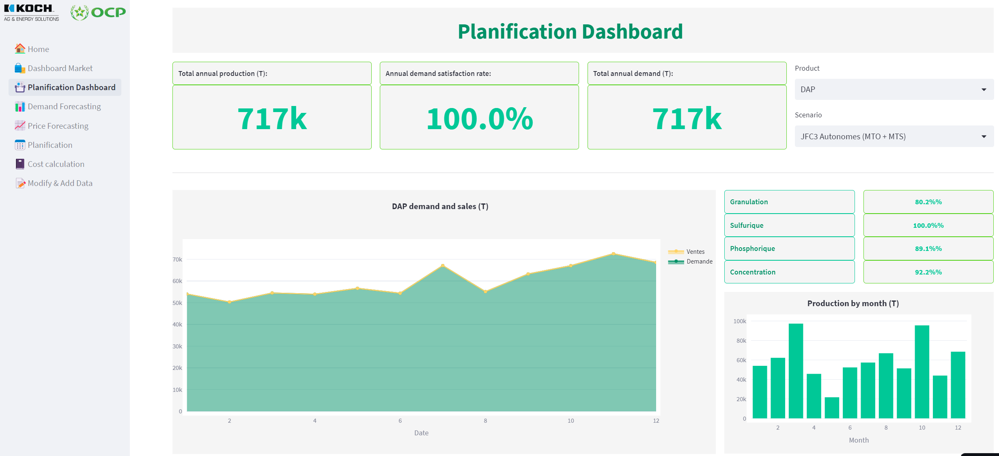 KOCH
AG & ENERGY SOLUTIONS
OCP
Home
Dashboard Market
Planification Dashboard
Demand Forecasting
Price Forecasting
Planification
Cost calculation
Modify & Add Data
Planification Dashboard
Total annual production (T):
717k
Annual demand satisfaction rate:
100.0%
Total annual demand (T):
717k
Product
DAP
Scenario
JFC3 Autonomes (MTO + MTS)
DAP demand and sales (T)
Ventes
Demande
70k
60k
50k
40k
30k
20k
10k
0
2 4 6 8 10 12
Date
Granulation 80.2%%
Sulfurique 100.0%%
Phosphorique 89.1%%
Concentration 92.2%%
Production by month (T)
100k
80k
60k
40k
20k
0
2 4 6 8 10 12
Month